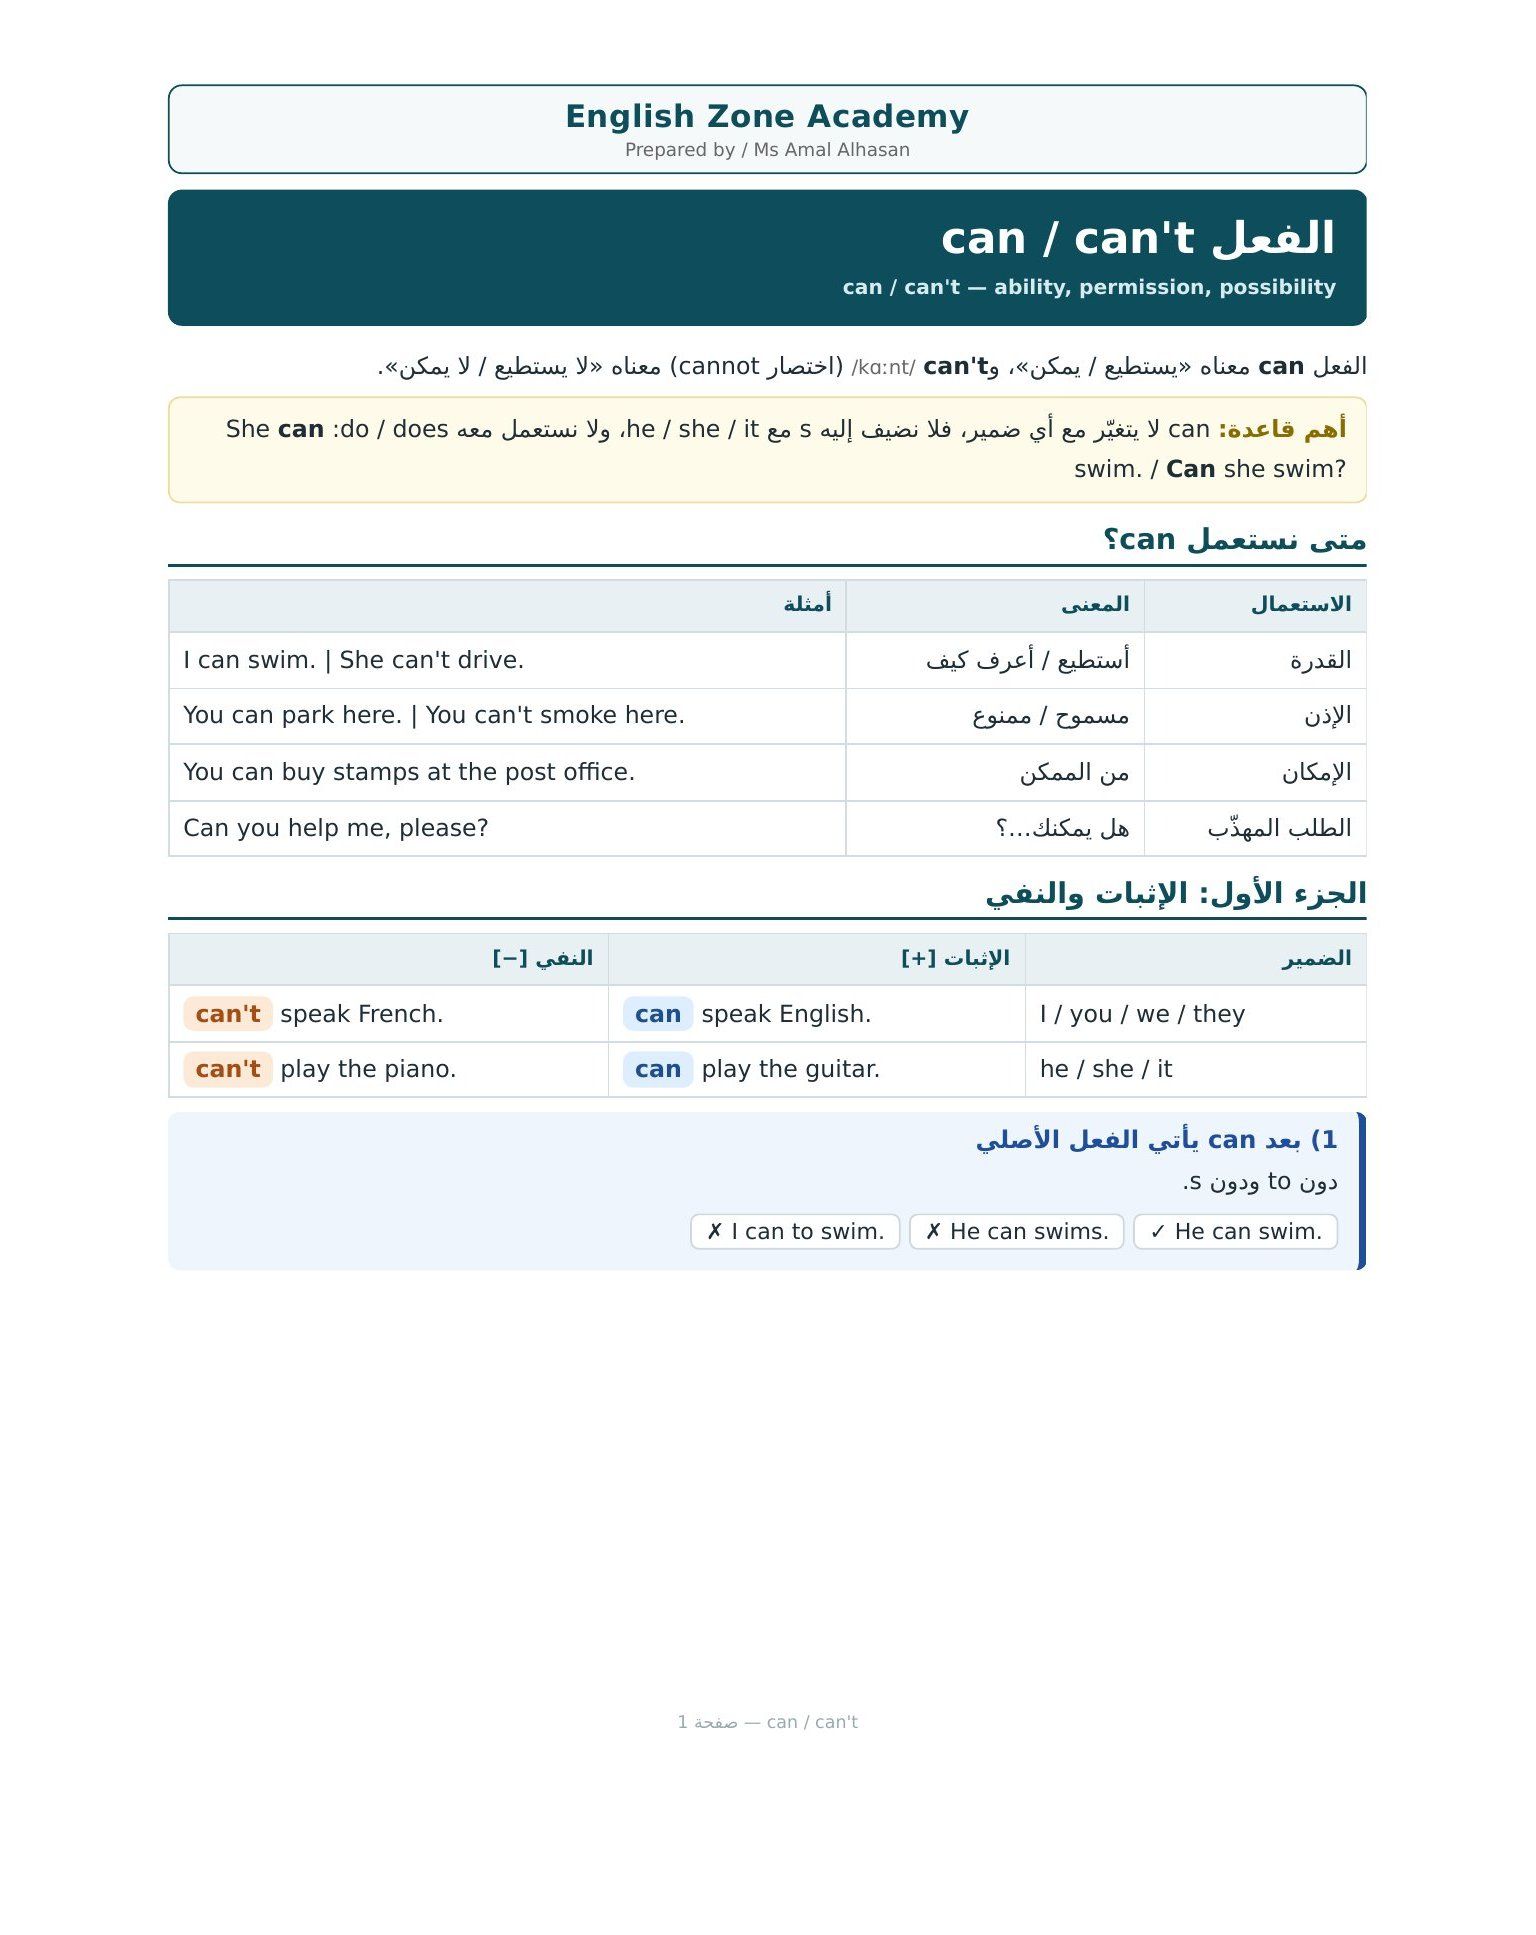 English Zone Academy
Prepared by / Ms Amal Alhasan
الفعل can / can't
can / can't — ability, permission, possibility
الفعل can معناه «يستطيع / يمكن»، وcan't /kɑːnt/ (اختصار cannot) معناه «لا يستطيع / لا يمكن».
أهم قاعدة: can لا يتغيّر مع أي ضمير، فلا نضيف إليه s مع he / she / it، ولا نستعمل معه do / does: She can
swim. / Can she swim?
متى نستعمل can؟
الاستعمال المعنى أمثلة
القدرة أستطيع / أعرف كيف I can swim. | She can't drive.
الإذن مسموح / ممنوع You can park here. | You can't smoke here.
الإمكان من الممكن You can buy stamps at the post office.
الطلب المهذّب هل يمكنك...؟ Can you help me, please?
الجزء الأول: الإثبات والنفي
الضمير الإثبات [+] النفي [−]
I / you / we / they can speak English. can't speak French.
he / she / it can play the guitar. can't play the piano.
1) بعد can يأتي الفعل الأصلي
دون to ودون s.
✓ He can swim. ✗ He can swims. ✗ I can to swim.
can / can't — صفحة 1